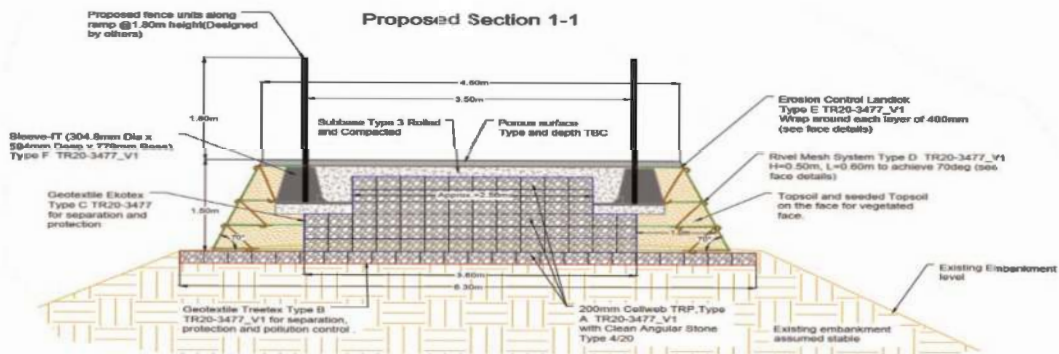 Proposed Section 1-1
Proposed fence units along
ramp @1.80m height(Designed
by others)
4.60m
3.50m
1.80m
Sleeve-IT (304.8mm Dia x
Type F TR20-3477_V1
Subbase Type 3 Rolled
and Compacted
Porous surface
Type and depth TBC
Erosion Control Landlok
Type E TR20-3477_V1
Wrap around each layer of 400mm
(see face details)
Rivel Mesh System Type D TR20-3477_V1
H=0.50m, L=0.60m to achieve 70deg (see
face details)
Geotextile Ekotex
Type C TR20-3477
for separation and
protection
1.50m
Topsoil and seeded Topsoil
on the face for vegetated
face.
70°
70°
6.30m
Existing Embankment
level
Geotextile Treetex Type B
TR20-3477_V1 for separation,
protection and pollution control .
200mm Cellweb TRP,Type
A TR20-3477_V1
with Clean Angular Stone
Type 4/20
Existing embankment
assumed stable